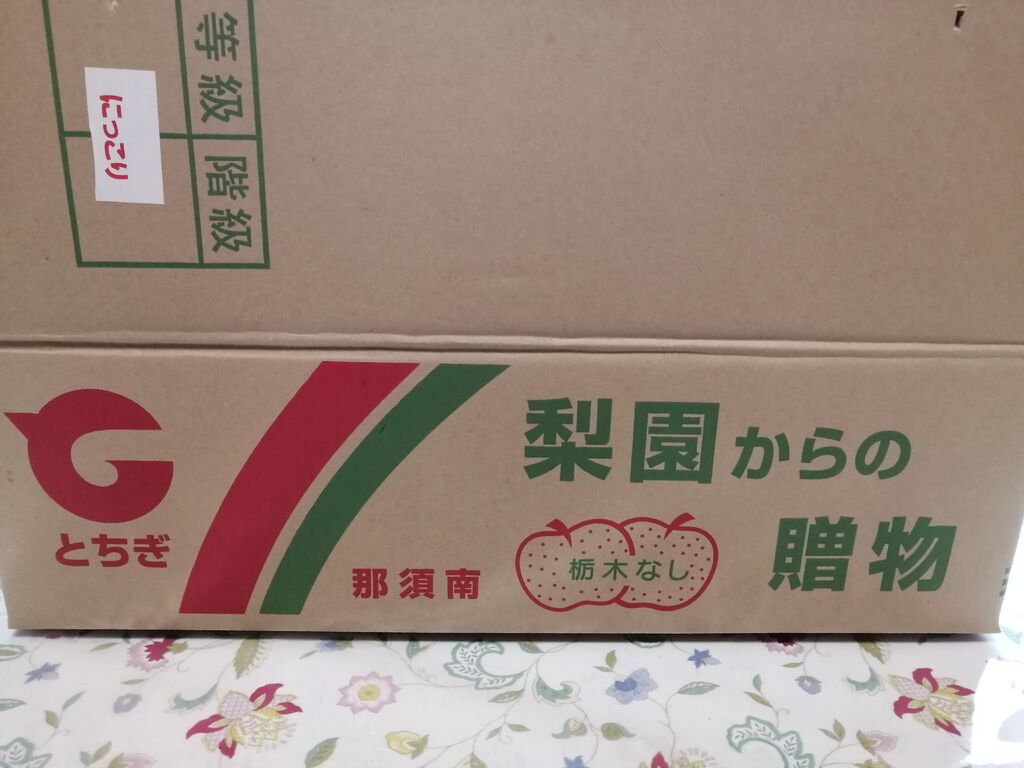 等級
階級
にっこり
梨園からの
贈物
栃木なし
とちぎ
那須南